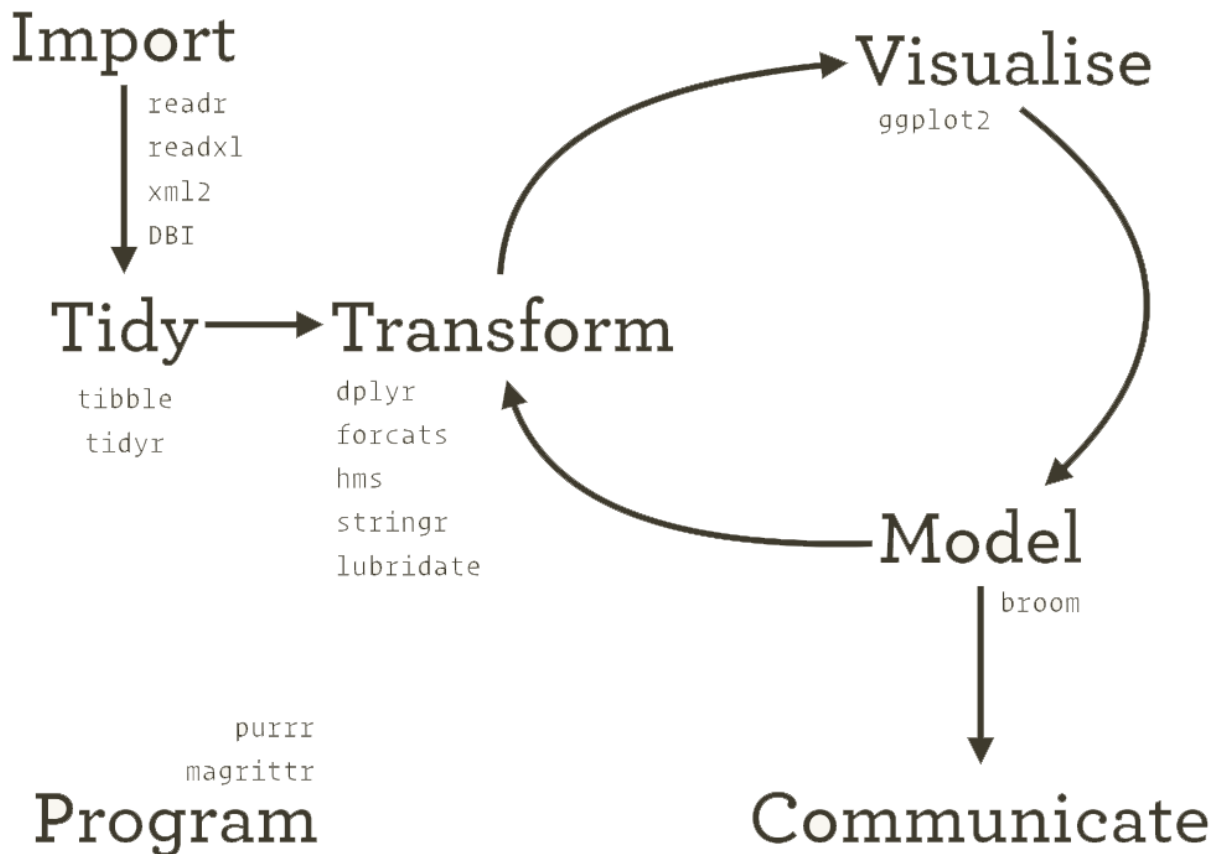 Import
readr
readxl
xml2
DBI
Visualise
ggplot2
Tidy
tibble
tidyr
Transform
dplyr
forcats
hms
stringr
lubridate
Model
broom
purrr
magrittr
Program
Communicate